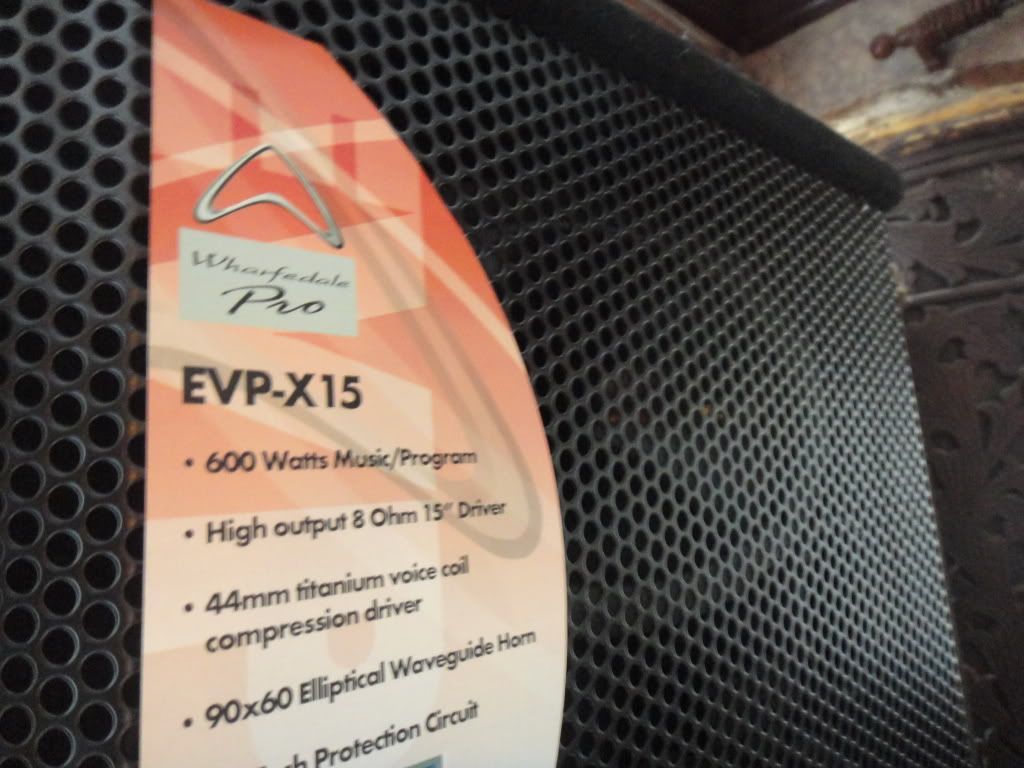 Wharfedale
Pro
EVP-X15
• 600 Watts Music/Program
• High output 8 Ohm 15" Driver
• 44mm titanium voice coil
compression driver
• 90x60 Elliptical Waveguide Horn
Protection Circuit